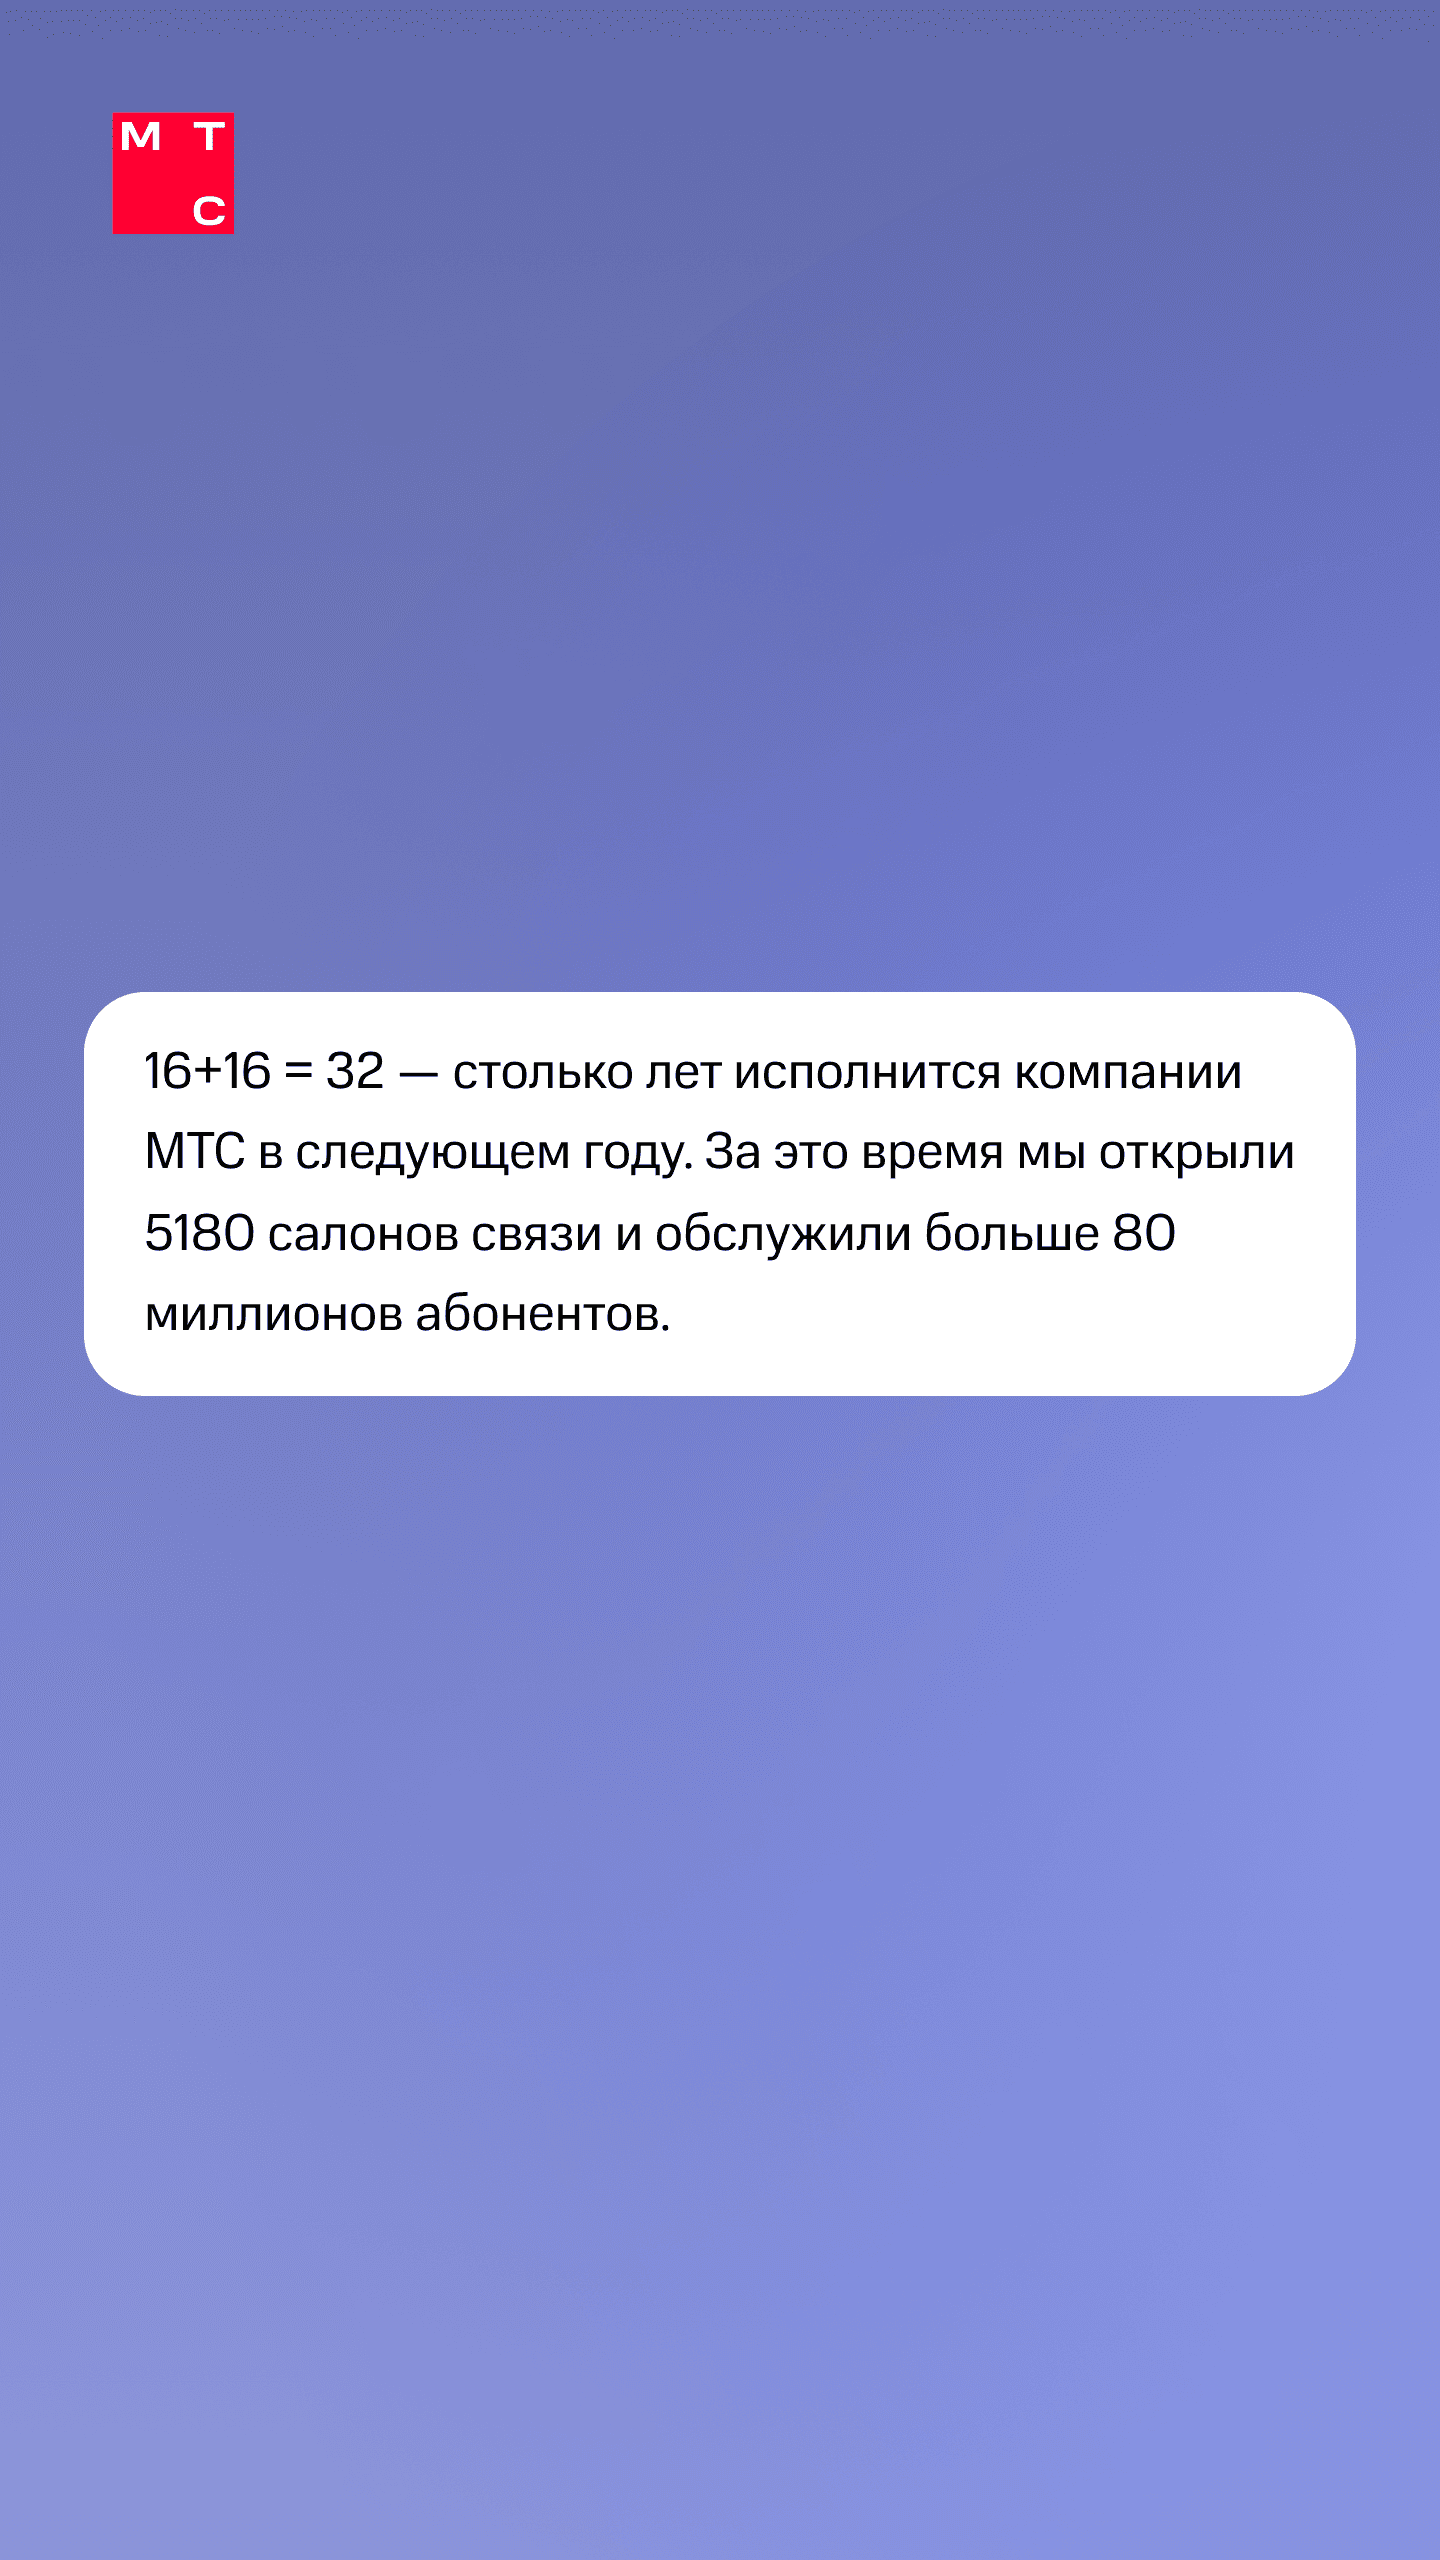 М Т
С
16+16 = 32 — столько лет исполнится компании
МТС в следующем году. За это время мы открыли
5180 салонов связи и обслужили больше 80
миллионов абонентов.